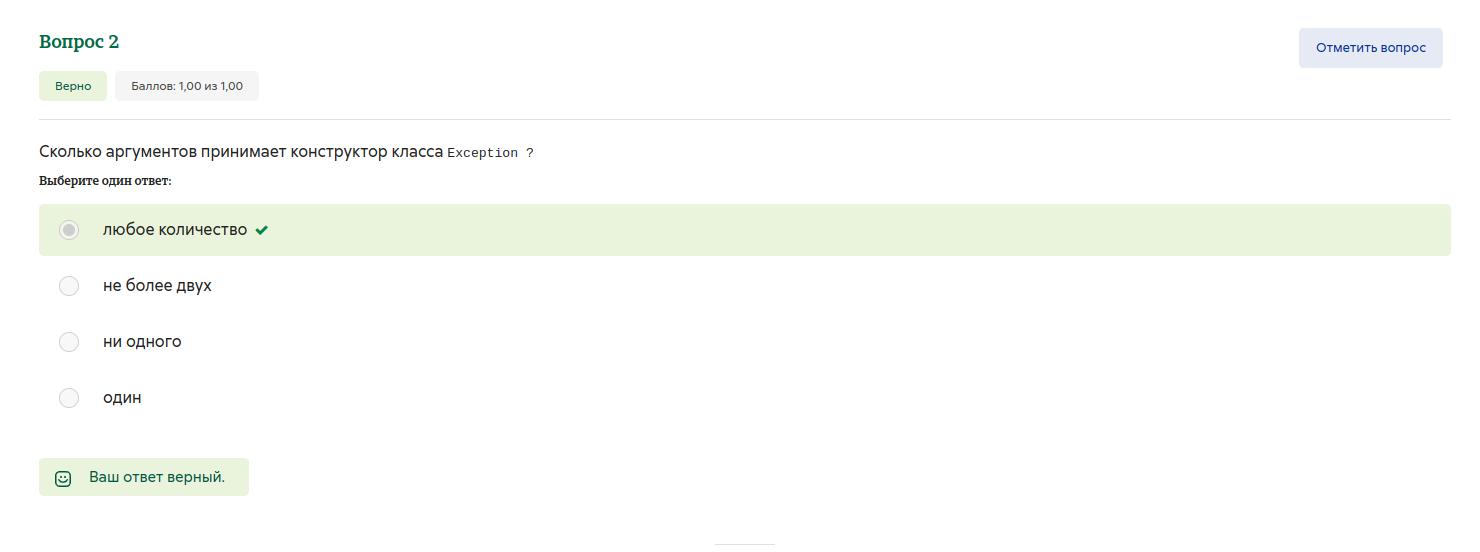 Вопрос 2
Отметить вопрос
Верно
Баллов: 1,00 из 1,00
Сколько аргументов принимает конструктор класса Exception ?
Выберите один ответ:
любое количество
не более двух
ни одного
один
Ваш ответ верный.